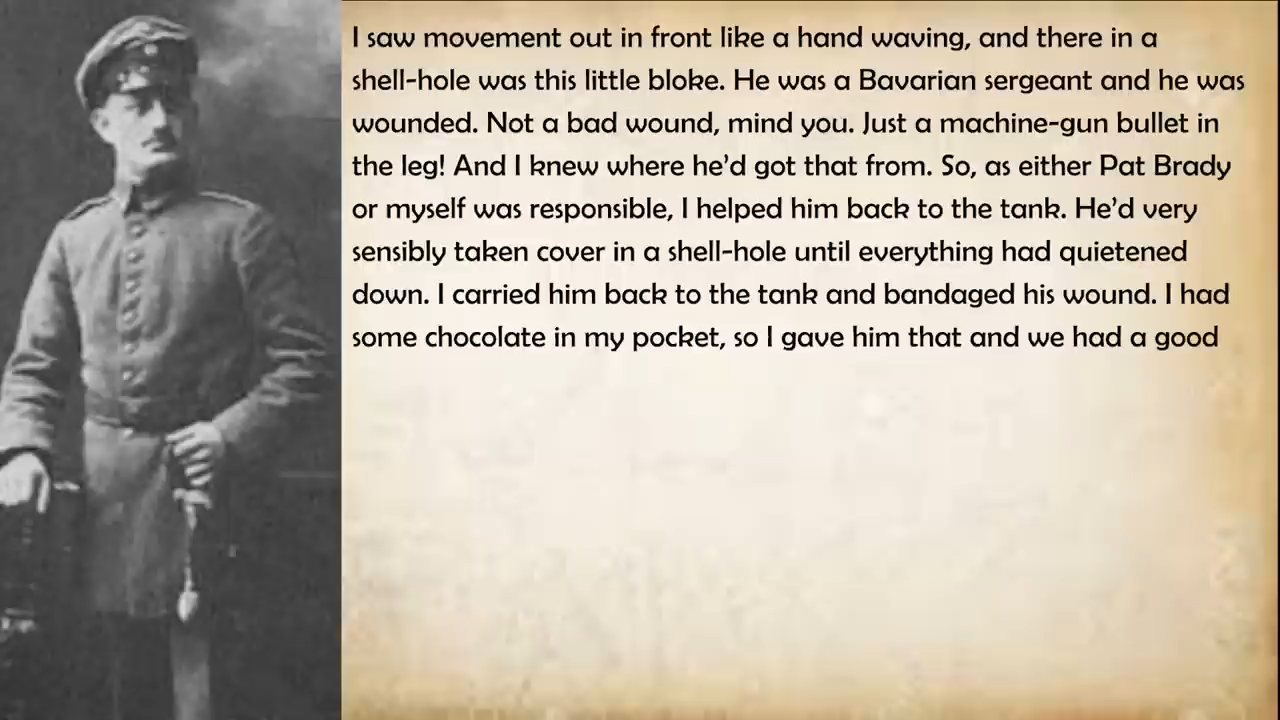 I saw movement out in front like a hand waving, and there in a
shell-hole was this little bloke. He was a Bavarian sergeant and he was
wounded. Not a bad wound, mind you. Just a machine-gun bullet in
the leg! And I knew where he’d got that from. So, as either Pat Brady
or myself was responsible, I helped him back to the tank. He’d very
sensibly taken cover in a shell-hole until everything had quietened
down. I carried him back to the tank and bandaged his wound. I had
some chocolate in my pocket, so I gave him that and we had a good